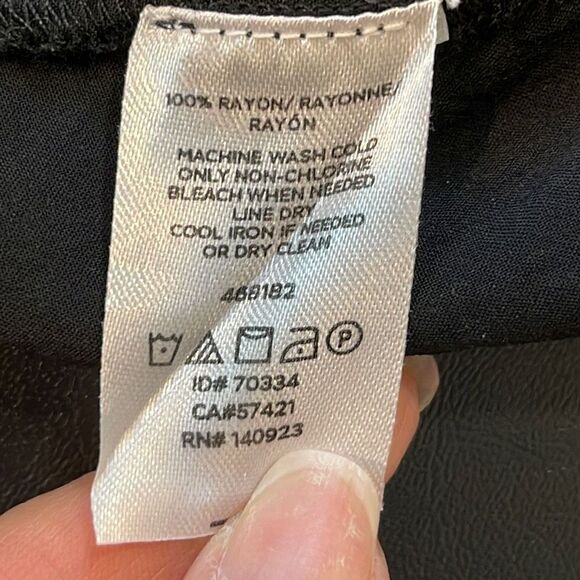 100% RAYON/ RAYONNE/
RAYÓN
MACHINE WASH COLD
ONLY NON-CHLORINE
BLEACH WHEN NEEDED
LINE DRY
COOL IRON IF NEEDED
OR DRY CLEAN
468182
P
ID# 70334
CA#57421
RN# 140923